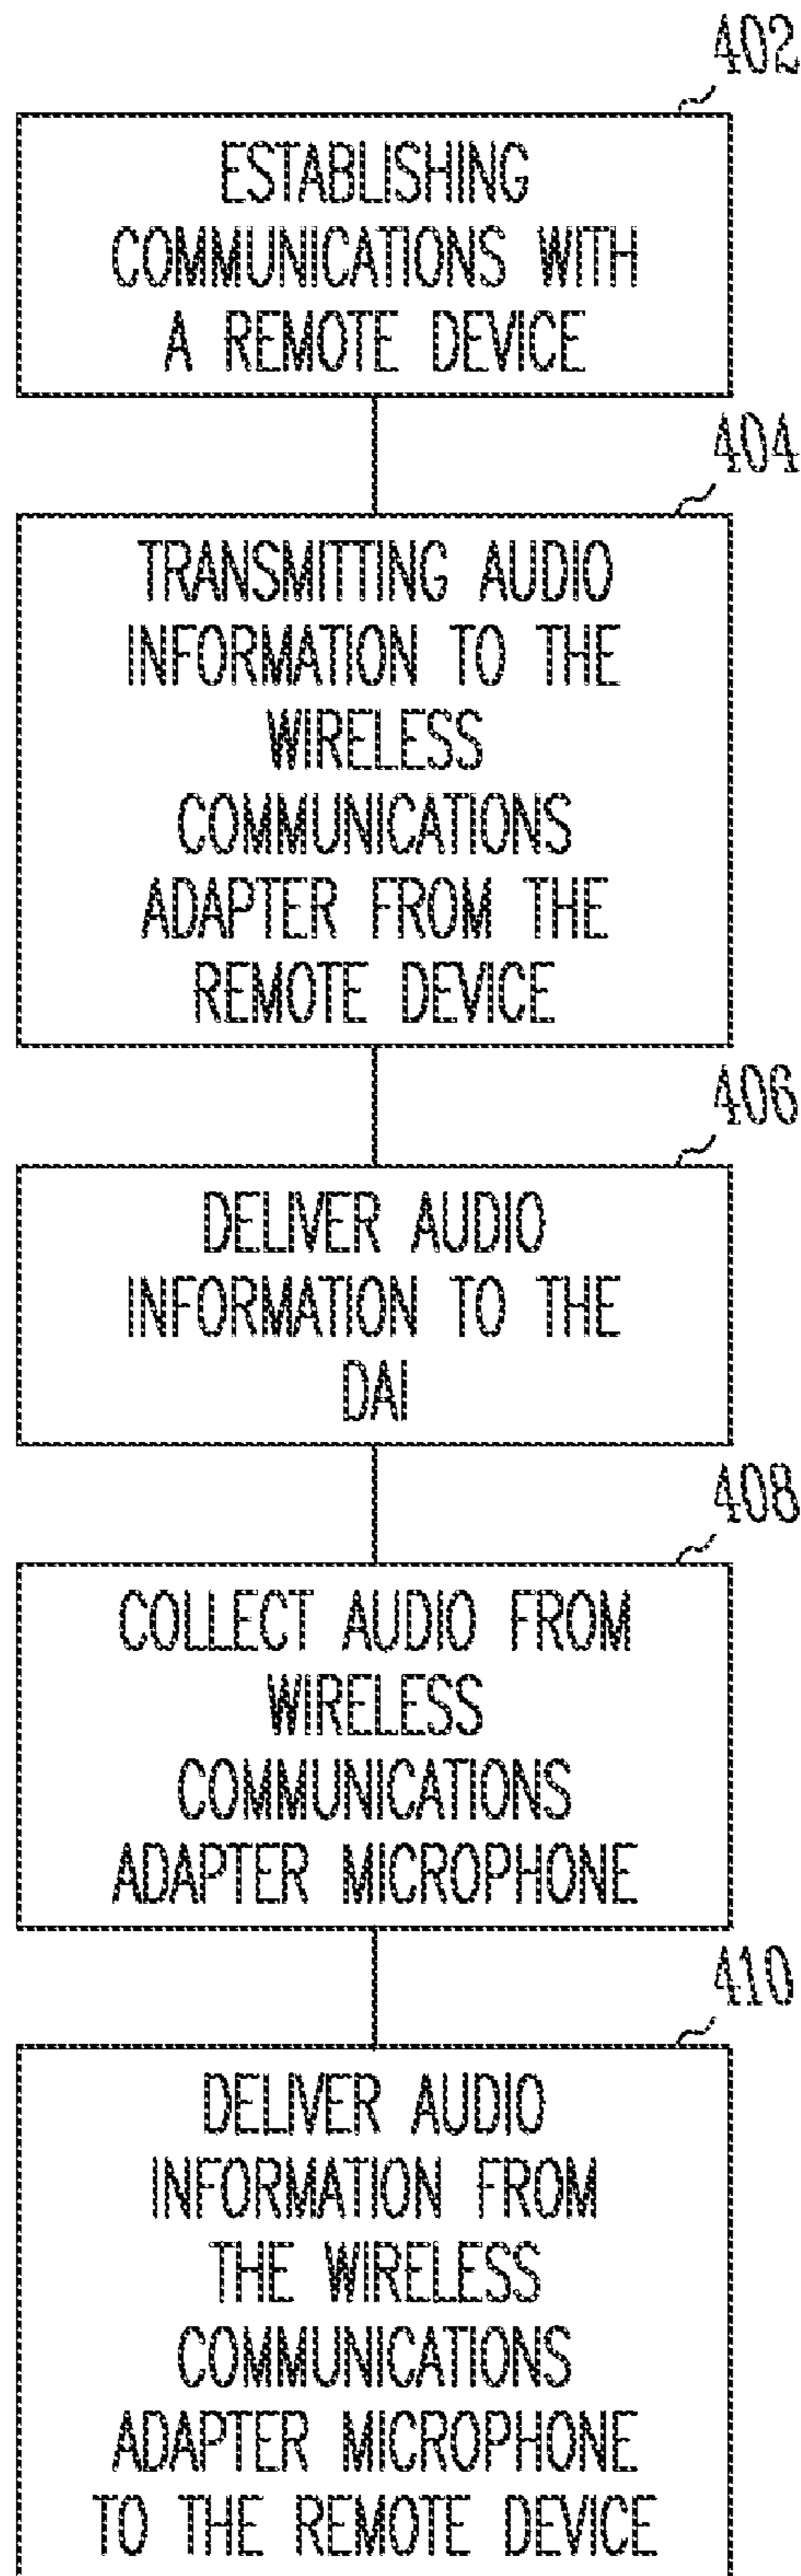 402
ESTABLISHING
COMMUNICATIONS WITH
A REMOTE DEVICE
404
TRANSMITTING AUDIO
INFORMATION TO THE
WIRELESS
COMMUNICATIONS
ADAPTER FROM THE
REMOTE DEVICE
406
DELIVER AUDIO
INFORMATION TO THE
DAI
408
COLLECT AUDIO FROM
WIRELESS
COMMUNICATIONS
ADAPTER MICROPHONE
410
DELIVER AUDIO
INFORMATION FROM
THE WIRELESS
COMMUNICATIONS
ADAPTER MICROPHONE
TO THE REMOTE DEVICE